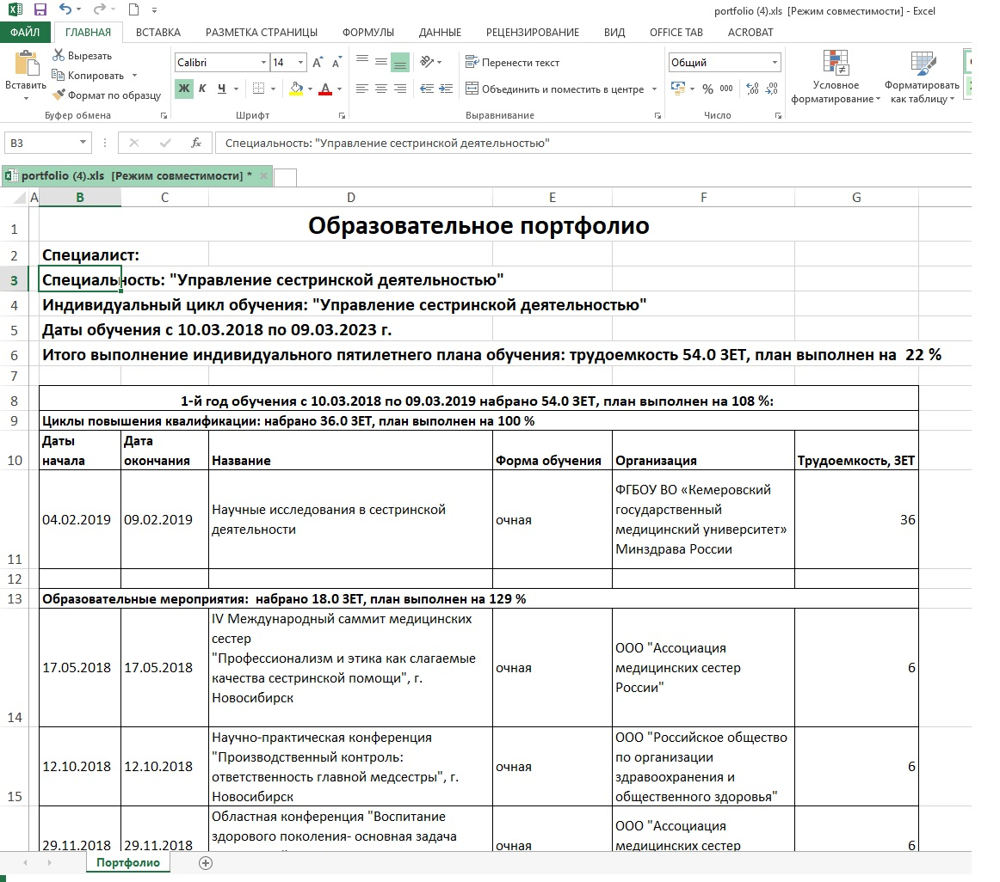 portfolio (4).xls [Режим совместимости] - Excel
ФАЙЛ ГЛАВНАЯ ВСТАВКА РАЗМЕТКА СТРАНИЦЫ ФОРМУЛЫ ДАННЫЕ РЕЦЕНЗИРОВАНИЕ ВИД OFFICE TAB ACROBAT
Вставить
Вырезать
Копировать
Формат по образцу
Буфер обмена
Calibri 14
Ж К Ч
Шрифт
Перенести текст
Объединить и поместить в центре
Выравнивание
Общий
% 000
Число
Условное
форматирование
Форматировать
как таблицу
B3
Специальность: "Управление сестринской деятельностью"
portfolio (4).xls [Режим совместимости] *
A B C D E F G
1 Образовательное портфолио
2 Специалист:
3 Специальность: "Управление сестринской деятельностью"
4 Индивидуальный цикл обучения: "Управление сестринской деятельностью"
5 Даты обучения с 10.03.2018 по 09.03.2023 г.
6 Итого выполнение индивидуального пятилетнего плана обучения: трудоемкость 54.0 ЗЕТ, план выполнен на 22 %
7
8 1-й год обучения с 10.03.2018 по 09.03.2019 набрано 54.0 ЗЕТ, план выполнен на 108 %:
9 Циклы повышения квалификации: набрано 36.0 ЗЕТ, план выполнен на 100 %
10
Даты
начала
Дата
окончания
Название
Форма обучения
Организация
Трудоемкость, ЗЕТ
11
04.02.2019
09.02.2019
Научные исследования в сестринской
деятельности
очная
ФГБОУ ВО «Кемеровский
государственный
медицинский университет»
Минздрава России
36
12
13 Образовательные мероприятия: набрано 18.0 ЗЕТ, план выполнен на 129 %
14
17.05.2018
17.05.2018
IV Международный саммит медицинских
сестер
"Профессионализм и этика как слагаемые
качества сестринской помощи", г.
Новосибирск
очная
ООО "Ассоциация
медицинских сестер
России"
6
15
12.10.2018
12.10.2018
Научно-практическая конференция
"Производственный контроль:
ответственность главной медсестры", г.
Новосибирск
очная
ООО "Российское общество
по организации
здравоохранения и
общественного здоровья"
6
29.11.2018
29.11.2018
Областная конференция "Воспитание
здорового поколения- основная задача
очная
ООО "Ассоциация
медицинских сестер
6
Портфолио